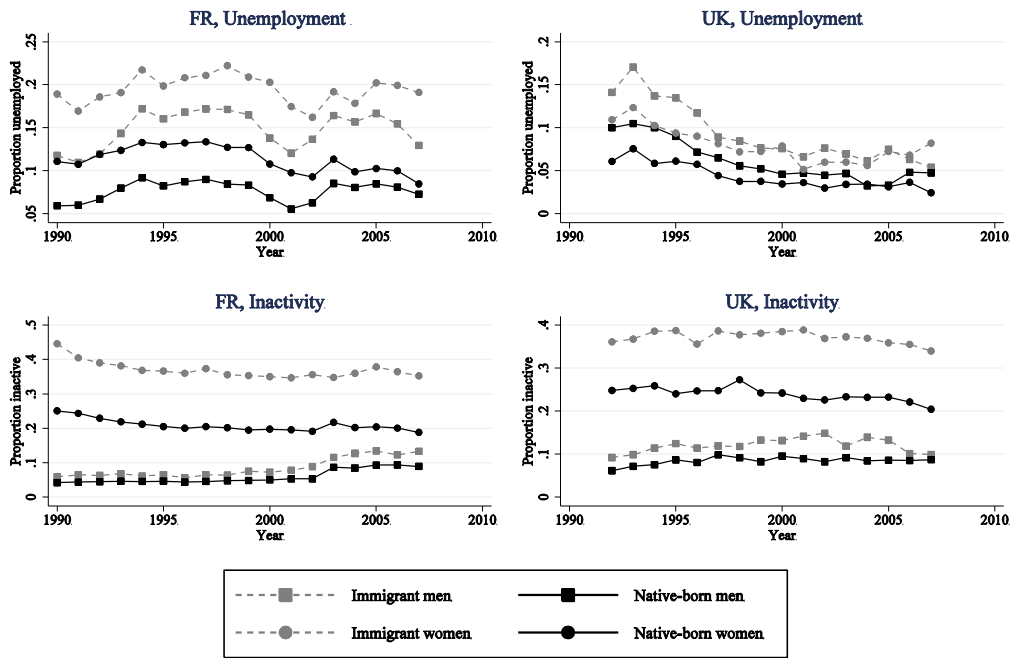 FR, Unemployment
Proportion unemployed
.25
.2
.15
.1
.05
1990 1995 2000 2005 2010
Year
UK, Unemployment
Proportion unemployed
.2
.15
.1
.05
0
1990 1995 2000 2005 2010
Year
FR, Inactivity
Proportion inactive
.5
.4
.3
.2
.1
0
1990 1995 2000 2005 2010
Year
UK, Inactivity
Proportion inactive
.4
.3
.2
.1
0
1990 1995 2000 2005 2010
Year
Immigrant men
Native-born men
Immigrant women
Native-born women